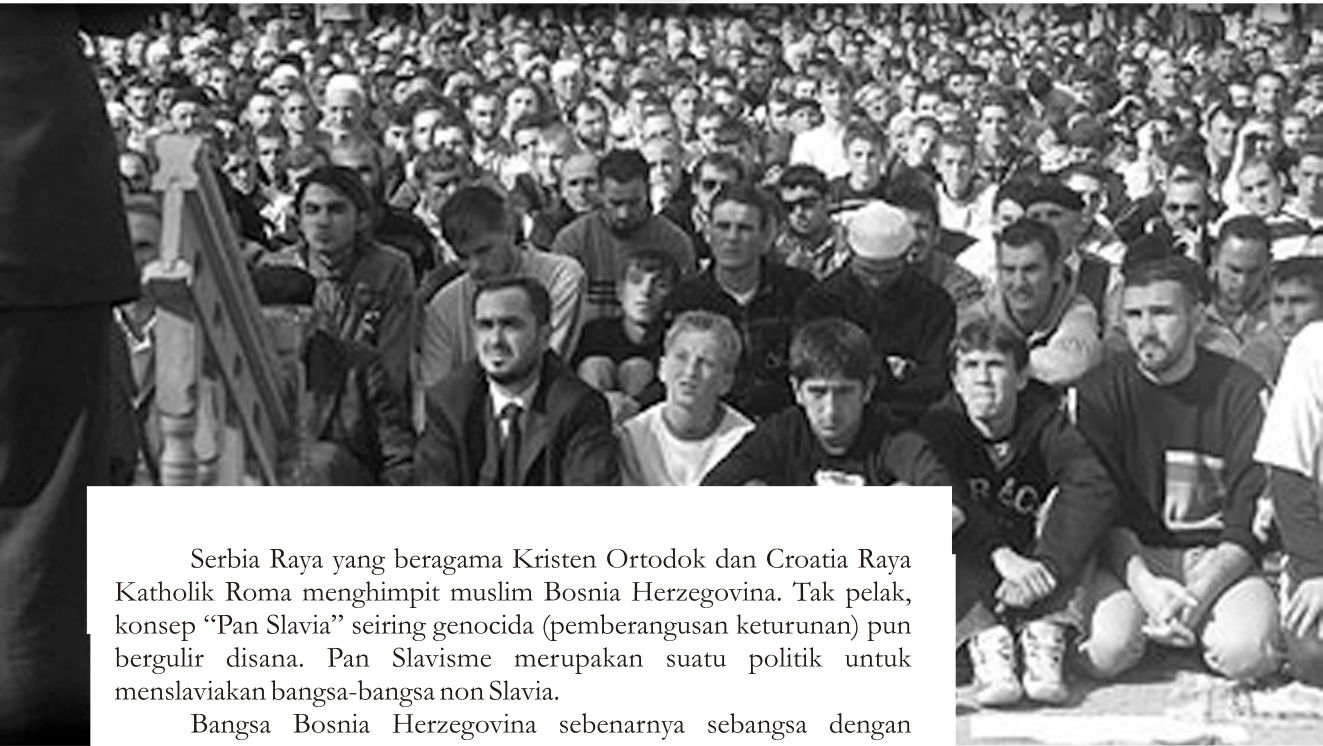 Serbia Raya yang beragama Kristen Ortodok dan Croatia Raya
Katholik Roma menghimpit muslim Bosnia Herzegovina. Tak pelak,
konsep “Pan Slavia” seiring genocida (pemberangusan keturunan) pun
bergulir disana. Pan Slavisme merupakan suatu politik untuk
menslaviakan bangsa-bangsa non Slavia.
Bangsa Bosnia Herzegovina sebenarnya sebangsa dengan